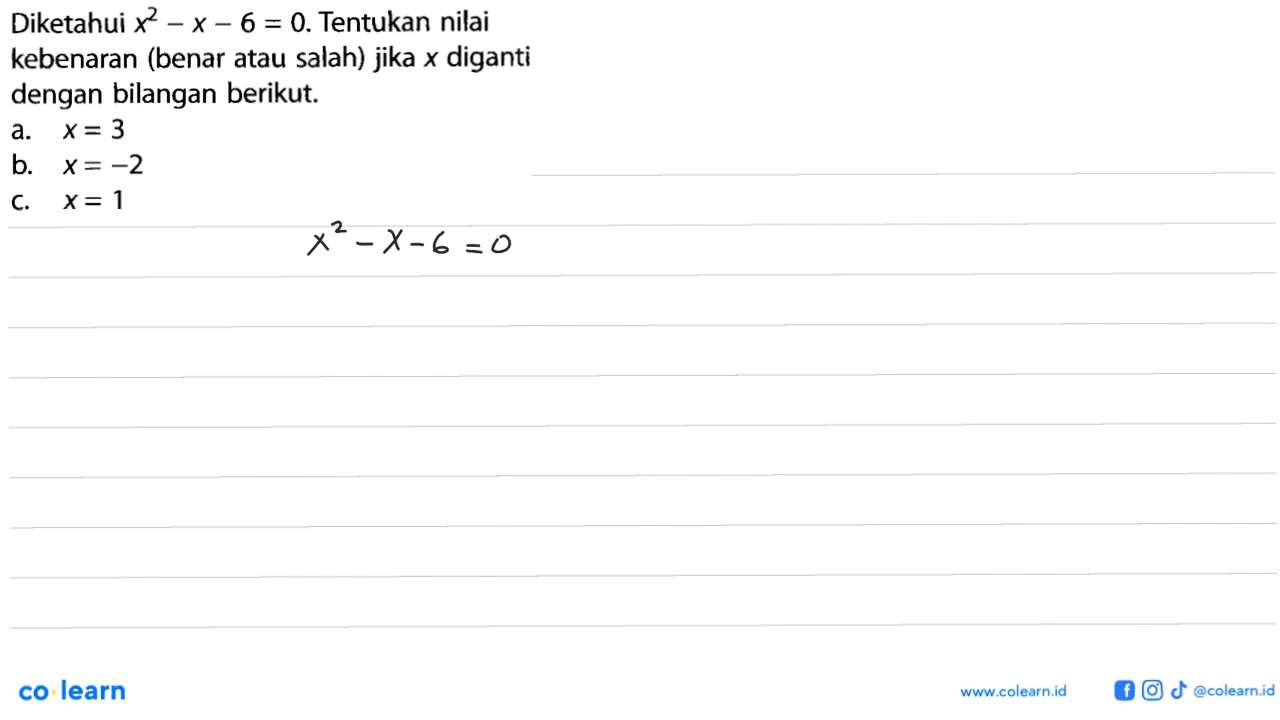 Diketahui x² − x − 6 = 0. Tentukan nilai
kebenaran (benar atau salah) jika x diganti
dengan bilangan berikut.
a. x = 3
b. x = −2
c. x = 1
x² − x − 6 = 0
co learn
www.colearn.id @colearn.id